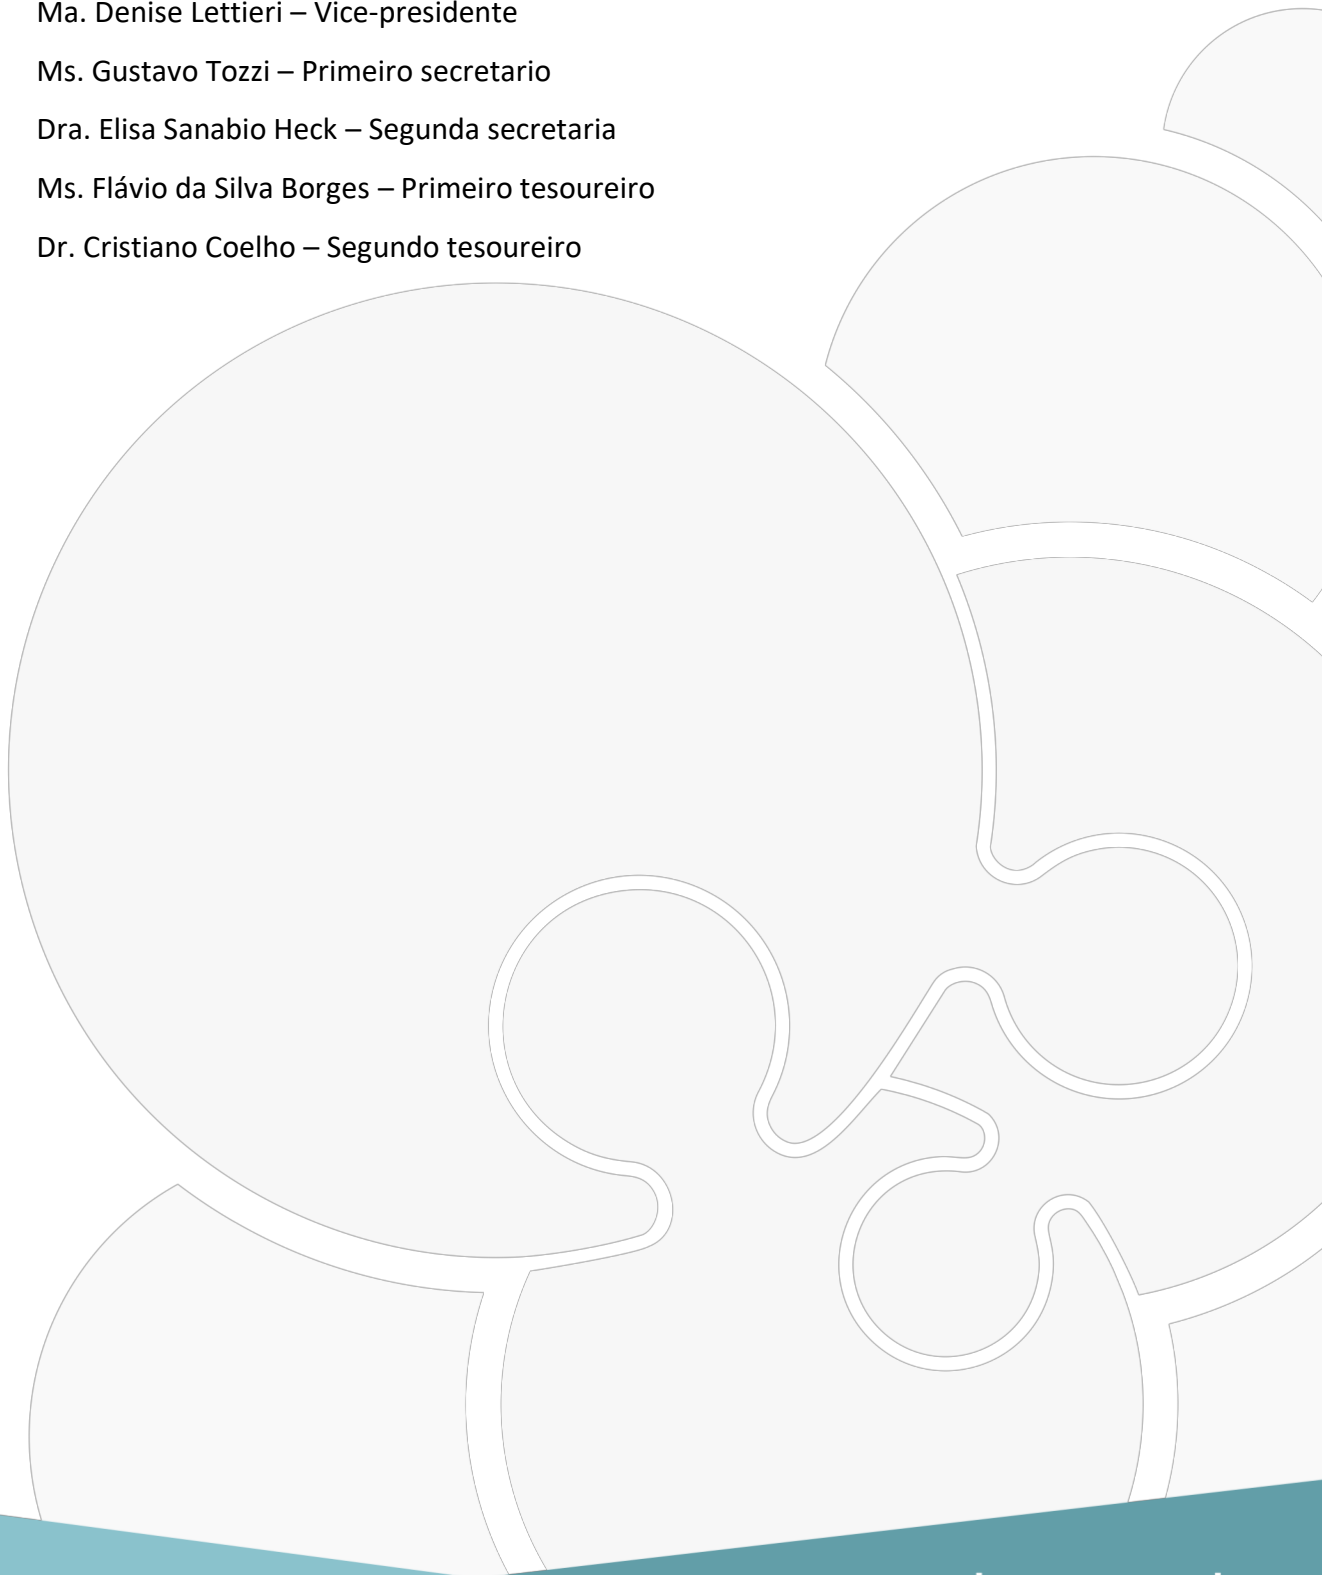 Ma. Denise Lettieri – Vice-presidente
Ms. Gustavo Tozzi – Primeiro secretario
Dra. Elisa Sanabio Heck – Segunda secretaria
Ms. Flávio da Silva Borges – Primeiro tesoureiro
Dr. Cristiano Coelho – Segundo tesoureiro